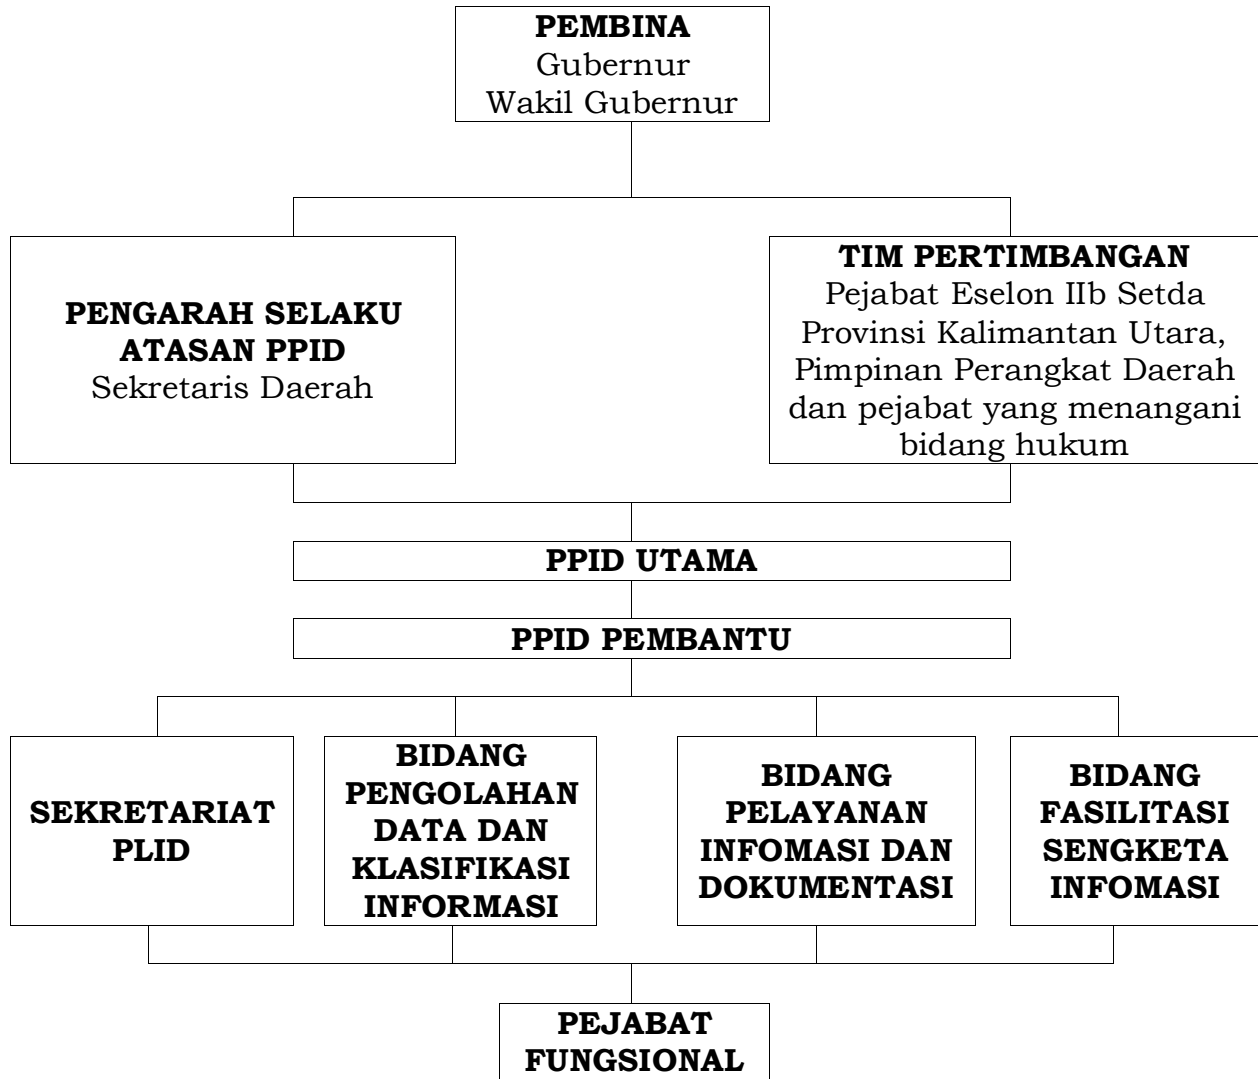 PEMBINA
Gubernur
Wakil Gubernur
PENGARAH SELAKU
ATASAN PPID
Sekretaris Daerah
TIM PERTIMBANGAN
Pejabat Eselon IIb Setda
Provinsi Kalimantan Utara,
Pimpinan Perangkat Daerah
dan pejabat yang menangani
bidang hukum
PPID UTAMA
PPID PEMBANTU
SEKRETARIAT
PLID
BIDANG
PENGOLAHAN
DATA DAN
KLASIFIKASI
INFORMASI
BIDANG
PELAYANAN
INFOMASI DAN
DOKUMENTASI
BIDANG
FASILITASI
SENGKETA
INFOMASI
PEJABAT
FUNGSIONAL